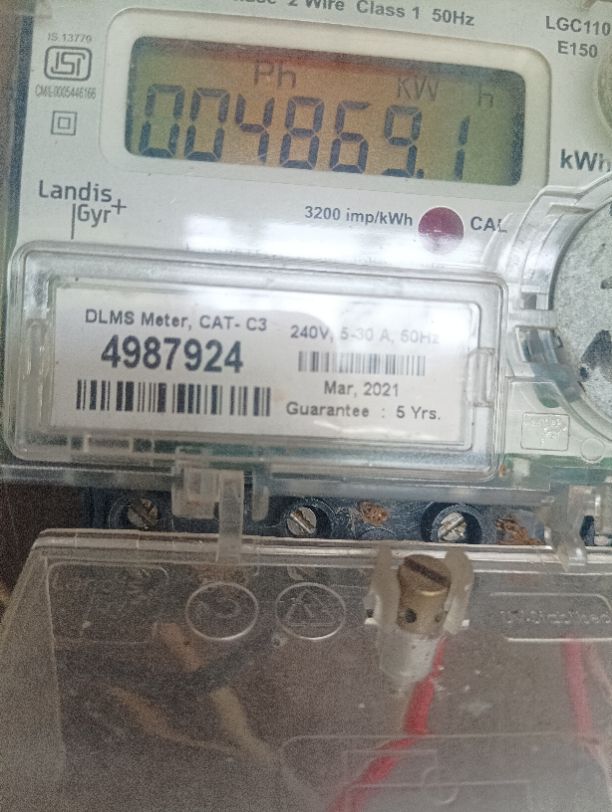 2 Wire Class 1 50Hz
LGC110
E150
IS 13779
CM/L-0005446166
Ph kW h
004869.1
kWh
Landis
Gyr+
3200 imp/kWh
CAL
DLMS Meter, CAT- C3
4987924
240V, 5-30 A, 50Hz
Mar, 2021
Guarantee : 5 Yrs.